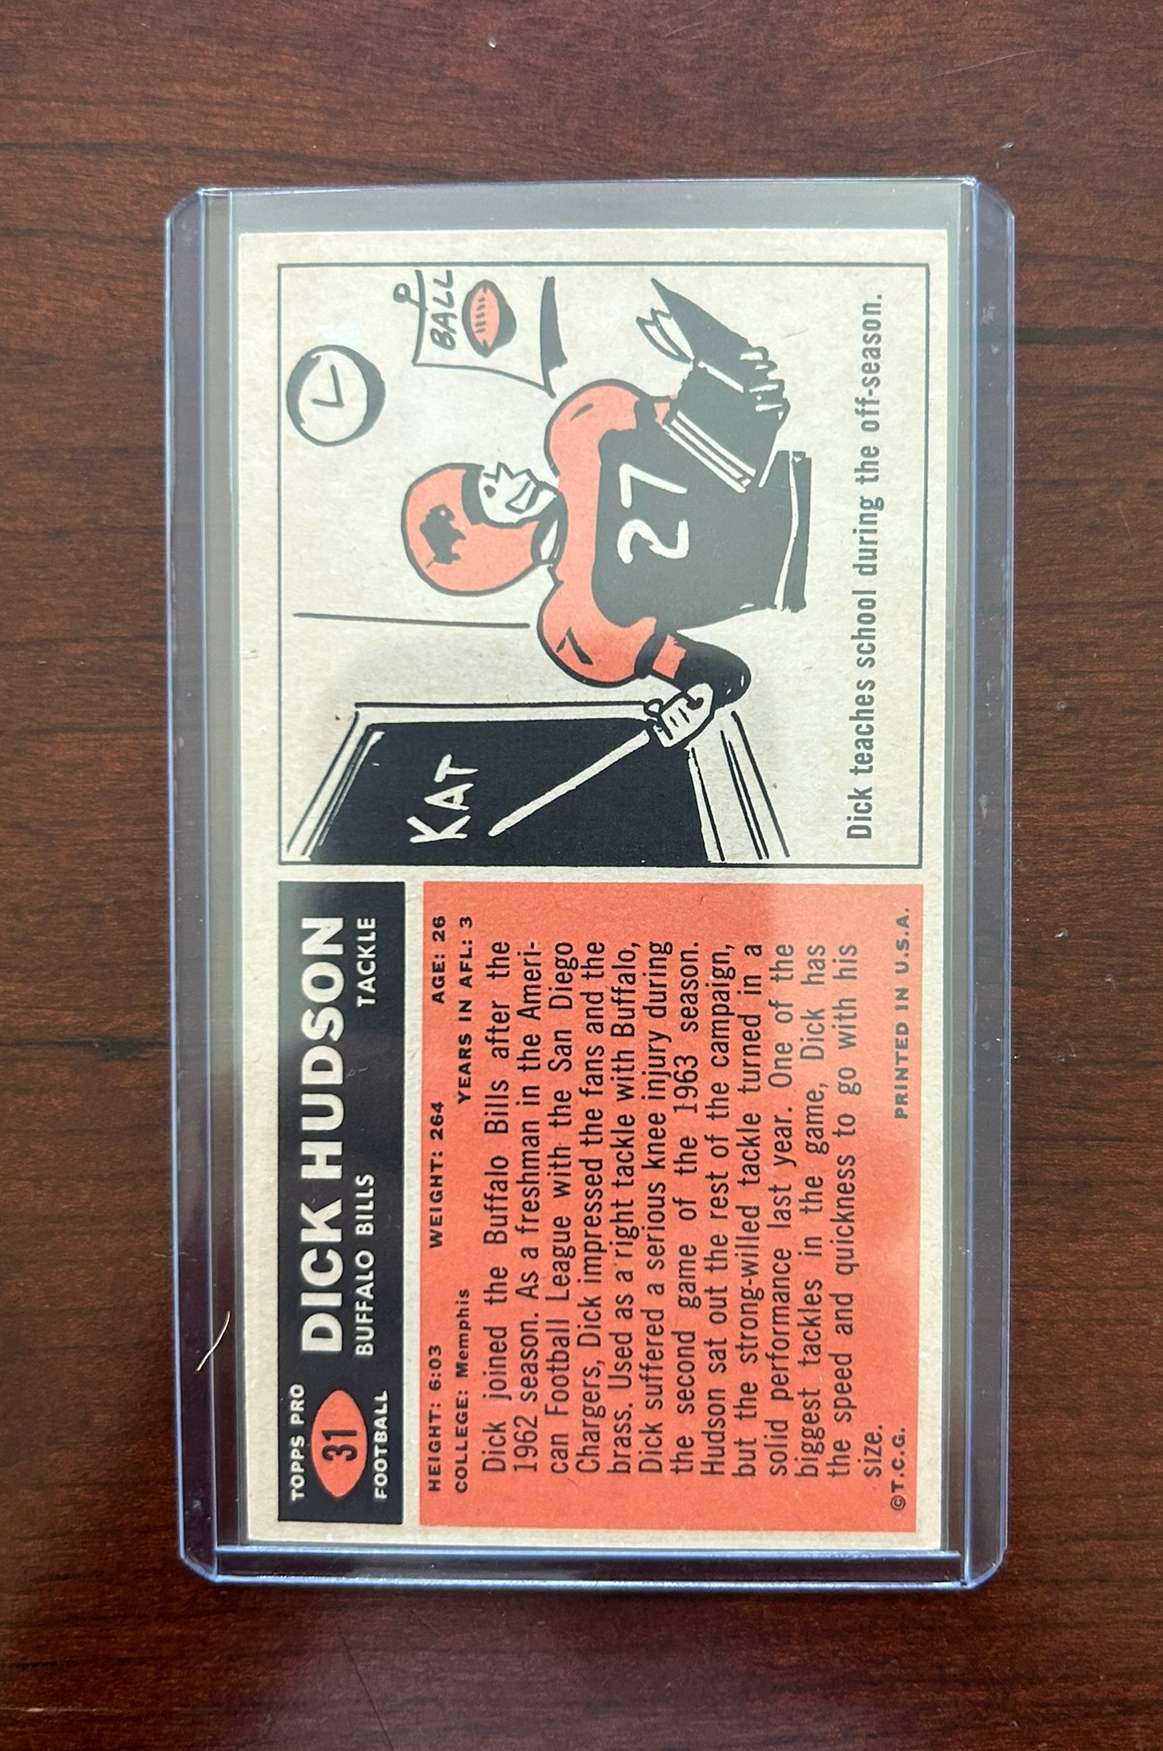 TOPPS PRO
31
FOOTBALL
DICK HUDSON
BUFFALO BILLS TACKLE
HEIGHT: 6:03 WEIGHT: 264 AGE: 26
COLLEGE: Memphis YEARS IN AFL: 3
Dick joined the Buffalo Bills after the
1962 season. As a freshman in the Ameri-
can Football League with the San Diego
Chargers, Dick impressed the fans and the
brass. Used as a right tackle with Buffalo,
Dick suffered a serious knee injury during
the second game of the 1963 season.
Hudson sat out the rest of the campaign,
but the strong-willed tackle turned in a
solid performance last year. One of the
biggest tackles in the game, Dick has
the speed and quickness to go with his
size.
©T.C.G. PRINTED IN U.S.A.
KAT
BALL
27
Dick teaches school during the off-season.